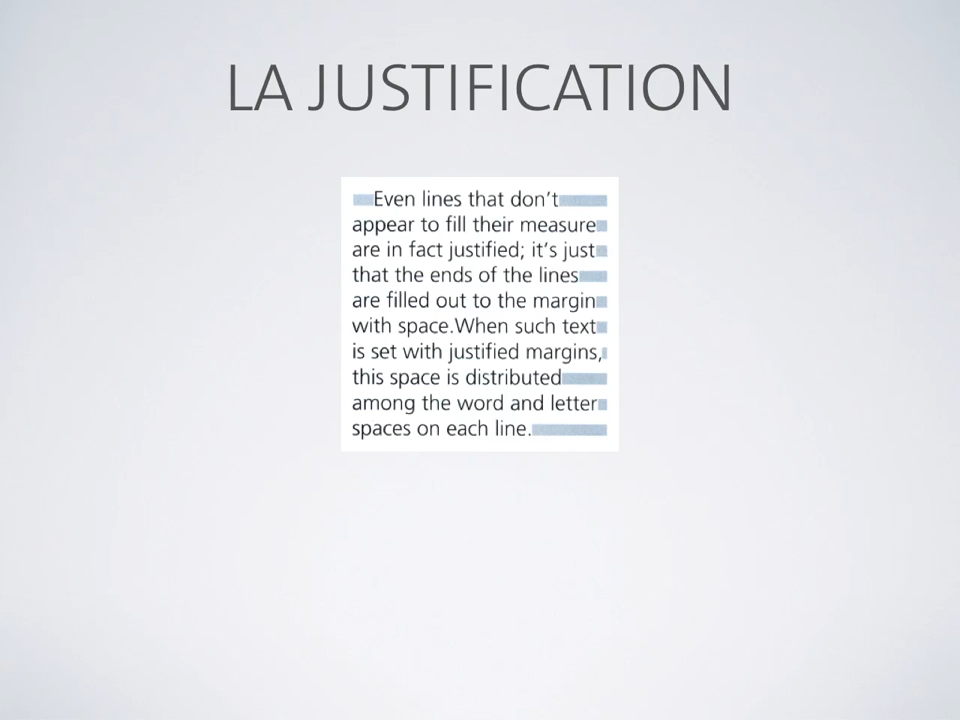 LA JUSTIFICATION
Even lines that don't
appear to fill their measure
are in fact justified; it's just
that the ends of the lines
are filled out to the margin
with space.When such text
is set with justified margins,
this space is distributed
among the word and letter
spaces on each line.